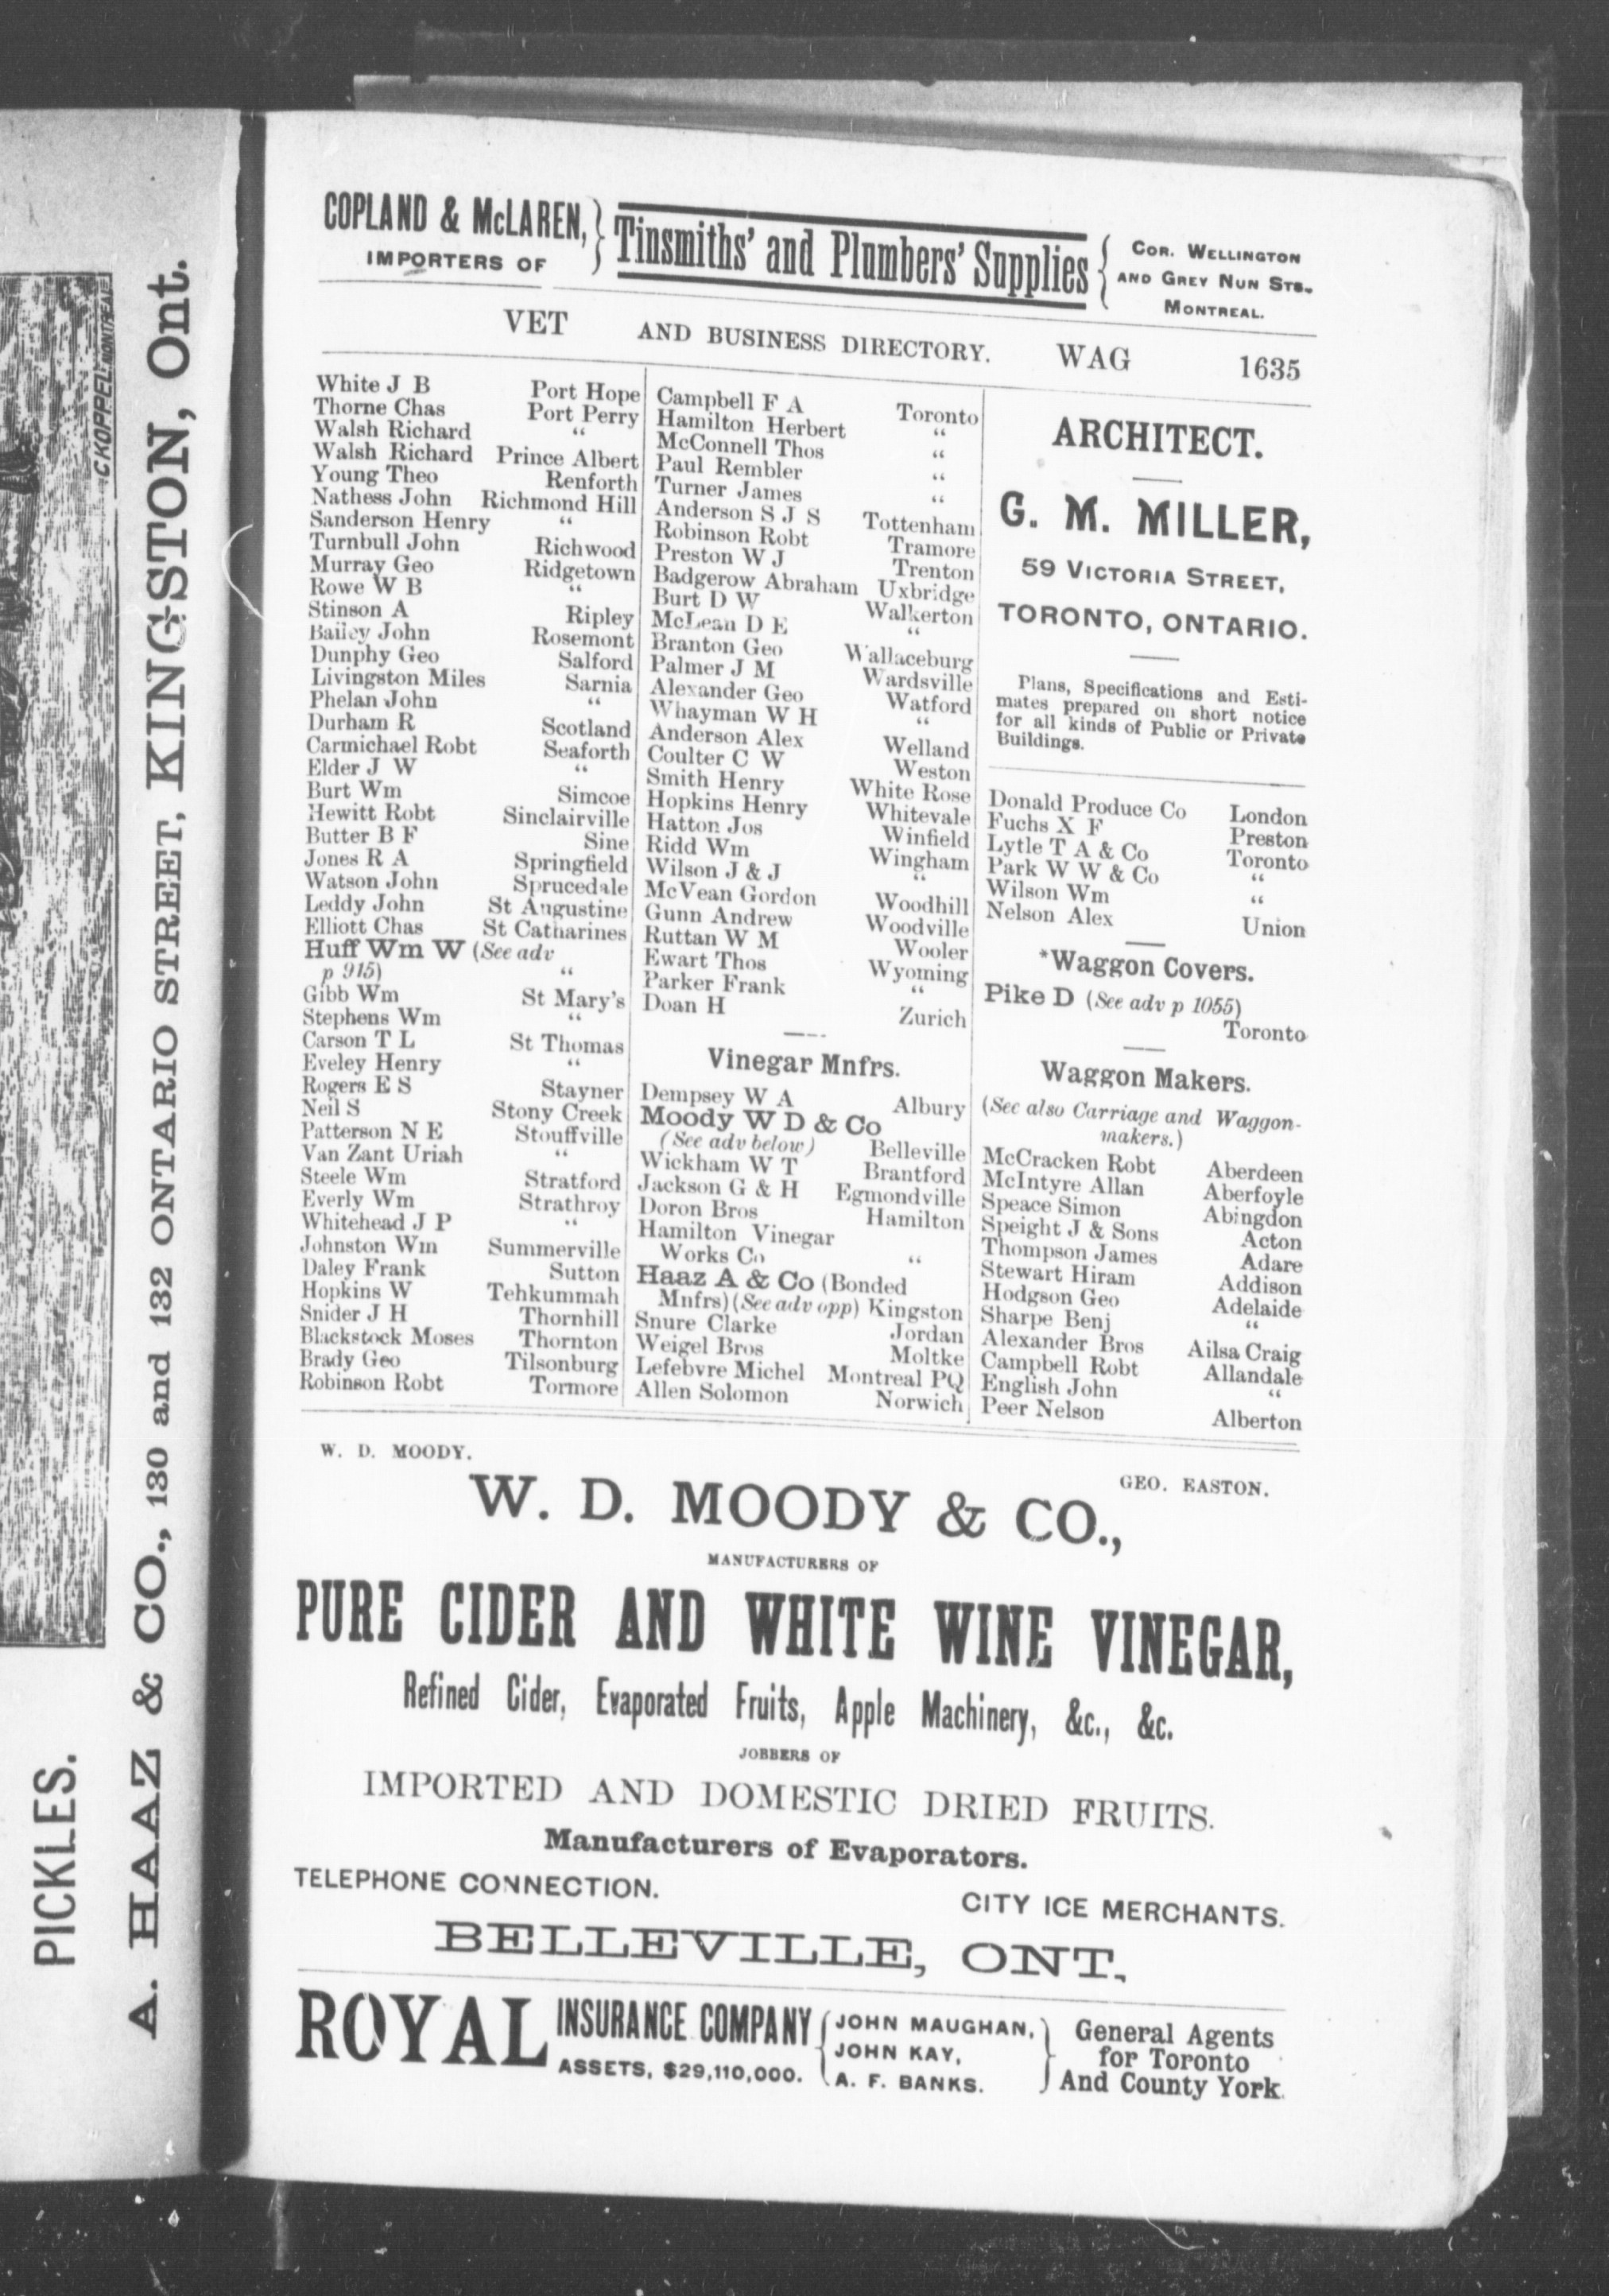 C KOPPEL MONTREAL
PICKLES.
A. HAAZ & CO., 130 and 132 ONTARIO STREET, KINGSTON, Ont.
COPLAND & McLAREN,
IMPORTERS OF
Tinsmiths' and Plumbers' Supplies
COR. WELLINGTON
AND GREY NUN STS.
MONTREAL.
VET AND BUSINESS DIRECTORY. WAG 1635
White J B Port Hope
Thorne Chas Port Perry
Walsh Richard "
Walsh Richard Prince Albert
Young Theo Renforth
Nathess John Richmond Hill
Sanderson Henry "
Turnbull John Richwood
Murray Geo Ridgetown
Rowe W B "
Stinson A Ripley
Bailey John Rosemont
Dunphy Geo Salford
Livingston Miles Sarnia
Phelan John "
Durham R Scotland
Carmichael Robt Seaforth
Elder J W "
Burt Wm Simcoe
Hewitt Robt Sinclairville
Butter B F Sine
Jones R A Springfield
Watson John Sprucedale
Leddy John St Augustine
Elliott Chas St Catharines
Huff Wm W (See adv
p 915) "
Gibb Wm St Mary's
Stephens Wm "
Carson T L St Thomas
Eveley Henry "
Rogers E S Stayner
Neil S Stony Creek
Patterson N E Stouffville
Van Zant Uriah "
Steele Wm Stratford
Everly Wm Strathroy
Whitehead J P "
Johnston Wm Summerville
Daley Frank Sutton
Hopkins W Tehkummah
Snider J H Thornhill
Blackstock Moses Thornton
Brady Geo Tilsonburg
Robinson Robt Tormore
Campbell F A Toronto
Hamilton Herbert "
McConnell Thos "
Paul Rembler "
Turner James "
Anderson S J S Tottenham
Robinson Robt Tramore
Preston W J Trenton
Badgerow Abraham Uxbridge
Burt D W Walkerton
McLean D E "
Branton Geo Wallaceburg
Palmer J M Wardsville
Alexander Geo Watford
Whayman W H "
Anderson Alex Welland
Coulter C W Weston
Smith Henry White Rose
Hopkins Henry Whitevale
Hatton Jos Winfield
Ridd Wm Wingham
Wilson J & J "
McVean Gordon Woodhill
Gunn Andrew Woodville
Ruttan W M Wooler
Ewart Thos Wyoming
Parker Frank "
Doan H Zurich
Vinegar Mnfrs.
Dempsey W A Albury
Moody W D & Co
(See adv below) Belleville
Wickham W T Brantford
Jackson G & H Egmondville
Doron Bros Hamilton
Hamilton Vinegar
Works Co "
Haaz A & Co (Bonded
Mnfrs) (See adv opp) Kingston
Snure Clarke Jordan
Weigel Bros Moltke
Lefebvre Michel Montreal PQ
Allen Solomon Norwich
ARCHITECT.
G. M. MILLER,
59 VICTORIA STREET,
TORONTO, ONTARIO.
Plans, Specifications and Esti-
mates prepared on short notice
for all kinds of Public or Private
Buildings.
Donald Produce Co London
Fuchs X F Preston
Lytle T A & Co Toronto
Park W W & Co "
Wilson Wm "
Nelson Alex Union
*Waggon Covers.
Pike D (See adv p 1055)
Toronto
Waggon Makers.
(See also Carriage and Waggon-
makers.)
McCracken Robt Aberdeen
McIntyre Allan Aberfoyle
Speace Simon Abingdon
Speight J & Sons Acton
Thompson James Adare
Stewart Hiram Addison
Hodgson Geo Adelaide
Sharpe Benj "
Alexander Bros Ailsa Craig
Campbell Robt Allandale
English John "
Peer Nelson Alberton
W. D. MOODY.
GEO. EASTON.
W. D. MOODY & CO.,
MANUFACTURERS OF
PURE CIDER AND WHITE WINE VINEGAR,
Refined Cider, Evaporated Fruits, Apple Machinery, &c., &c.
JOBBERS OF
IMPORTED AND DOMESTIC DRIED FRUITS.
Manufacturers of Evaporators.
TELEPHONE CONNECTION.
CITY ICE MERCHANTS.
BELLEVILLE, ONT.
ROYAL INSURANCE COMPANY
ASSETS, $29,110,000.
JOHN MAUGHAN,
JOHN KAY,
A. F. BANKS.
General Agents
for Toronto
And County York.